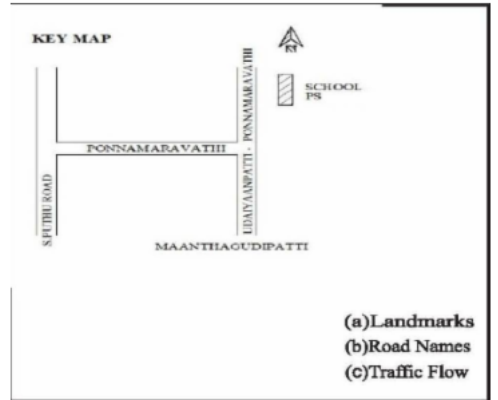 KEY MAP
N
SCHOOL
PS
UDAIYAANPATTI - PONNAMARAVATHI
PONNAMARAVATHI
S.PUTHU ROAD
MAANTHAGUDIPATTI
(a)Landmarks
(b)Road Names
(c)Traffic Flow